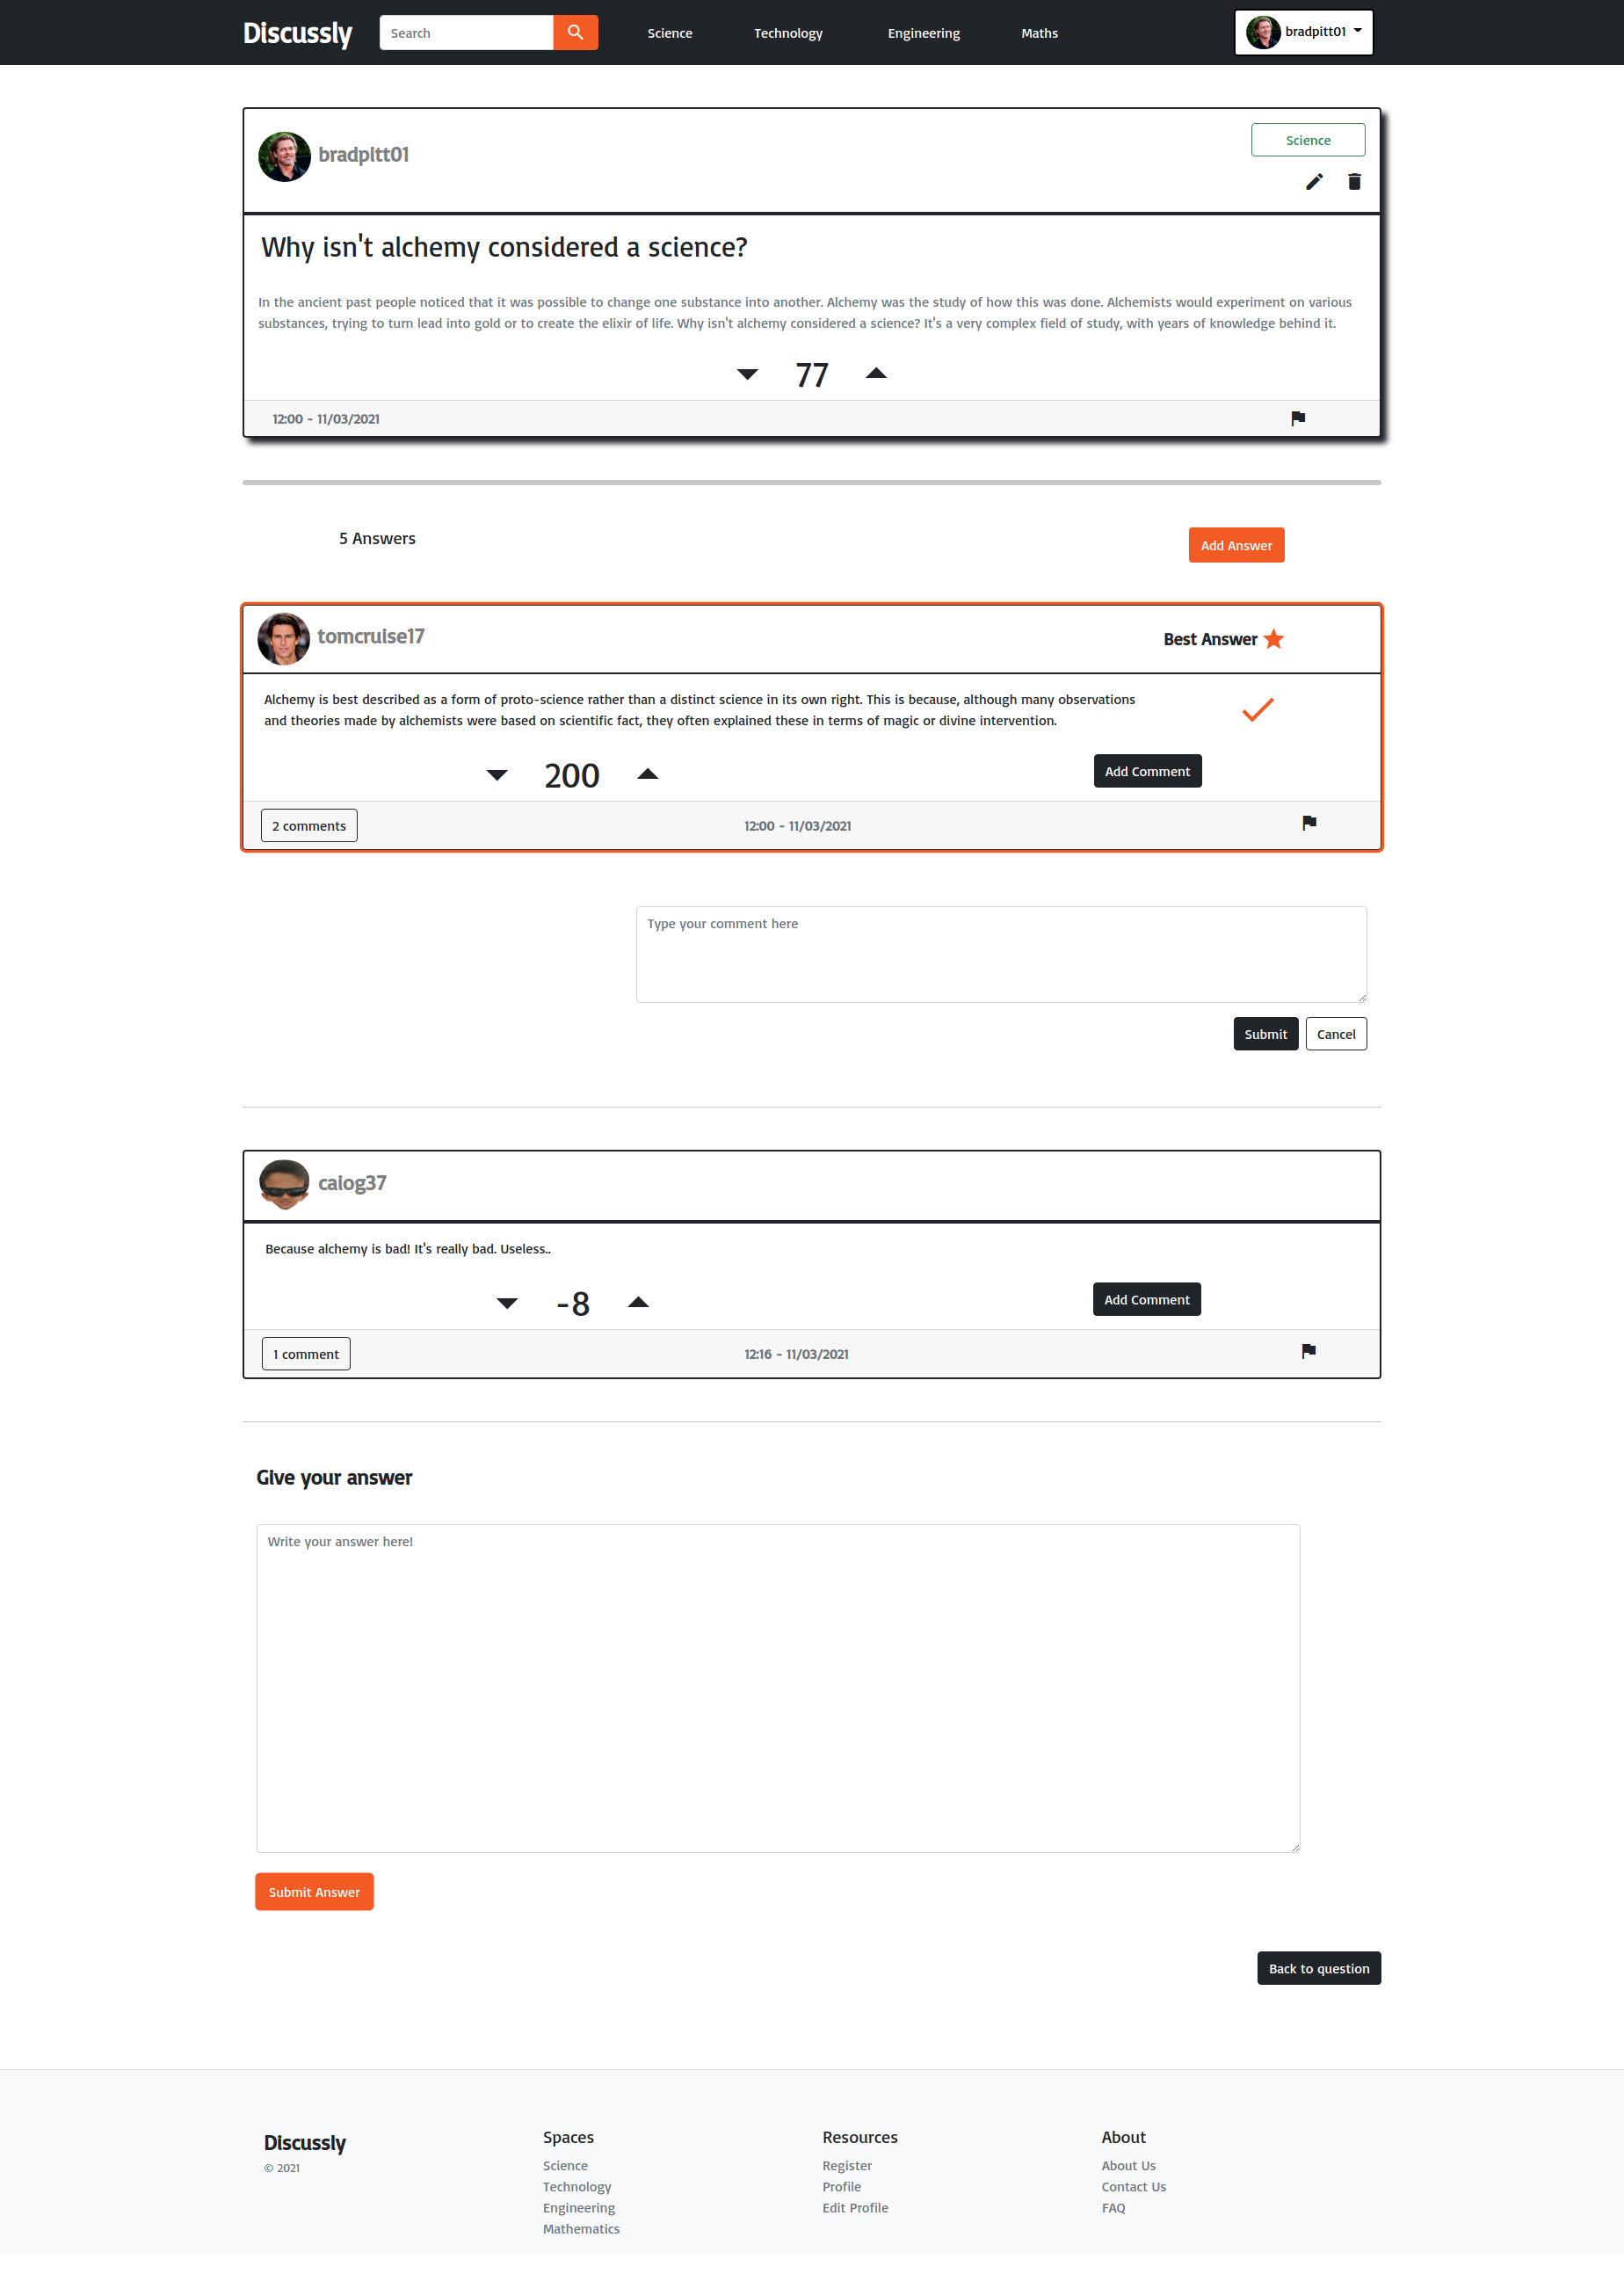 Discussly
Search
Science
Technology
Engineering
Maths
bradpitt01
bradpitt01
Science
Why isn't alchemy considered a science?
In the ancient past people noticed that it was possible to change one substance into another. Alchemy was the study of how this was done. Alchemists would experiment on various
substances, trying to turn lead into gold or to create the elixir of life. Why isn't alchemy considered a science? It's a very complex field of study, with years of knowledge behind it.
77
12:00 - 11/03/2021
5 Answers
Add Answer
tomcruise17
Best Answer
Alchemy is best described as a form of proto-science rather than a distinct science in its own right. This is because, although many observations
and theories made by alchemists were based on scientific fact, they often explained these in terms of magic or divine intervention.
200
Add Comment
2 comments
12:00 - 11/03/2021
Type your comment here
Submit
Cancel
caiog37
Because alchemy is bad! It's really bad. Useless..
-8
Add Comment
1 comment
12:16 - 11/03/2021
Give your answer
Write your answer here!
Submit Answer
Back to question
Discussly
© 2021
Spaces
Science
Technology
Engineering
Mathematics
Resources
Register
Profile
Edit Profile
About
About Us
Contact Us
FAQ